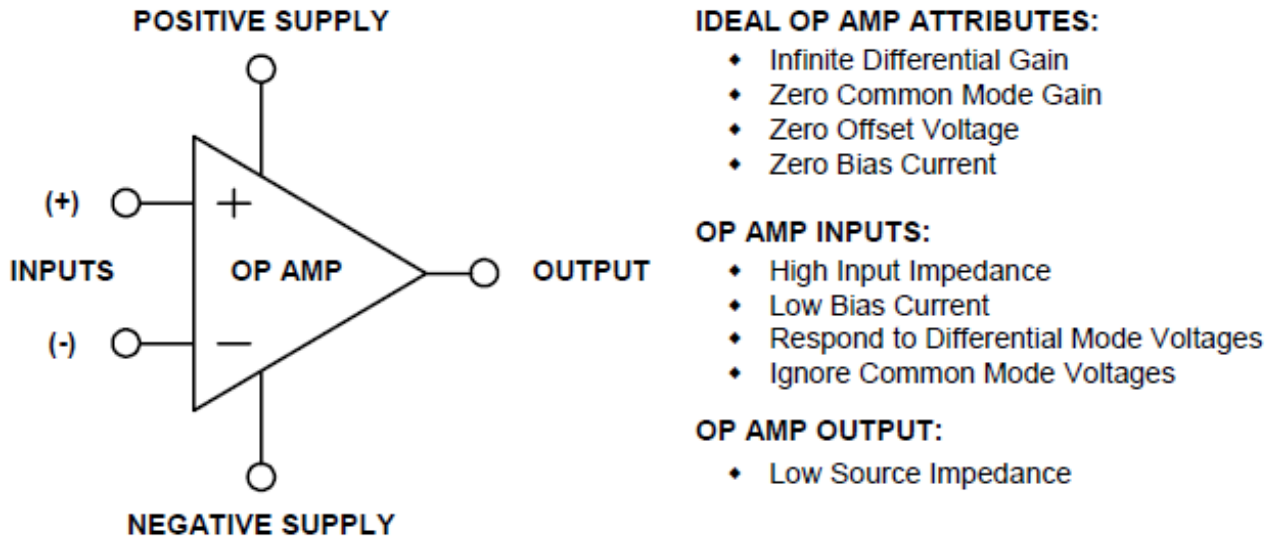 POSITIVE SUPPLY
(+)
+
INPUTS
OP AMP
OUTPUT
(-)
−
NEGATIVE SUPPLY
IDEAL OP AMP ATTRIBUTES:
◆ Infinite Differential Gain
◆ Zero Common Mode Gain
◆ Zero Offset Voltage
◆ Zero Bias Current
OP AMP INPUTS:
◆ High Input Impedance
◆ Low Bias Current
◆ Respond to Differential Mode Voltages
◆ Ignore Common Mode Voltages
OP AMP OUTPUT:
◆ Low Source Impedance